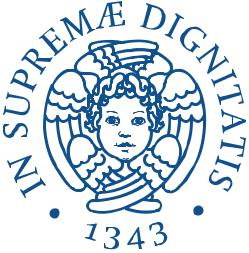 IN SUPREMÆ DIGNITATIS
1343